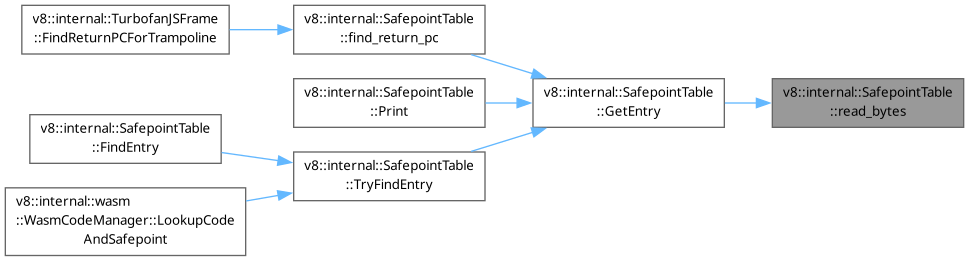 v8::internal::TurbofanJSFrame
::FindReturnPCForTrampoline
v8::internal::SafepointTable
::find_return_pc
v8::internal::SafepointTable
::Print
v8::internal::SafepointTable
::GetEntry
v8::internal::SafepointTable
::read_bytes
v8::internal::SafepointTable
::FindEntry
v8::internal::SafepointTable
::TryFindEntry
v8::internal::wasm
::WasmCodeManager::LookupCode
AndSafepoint